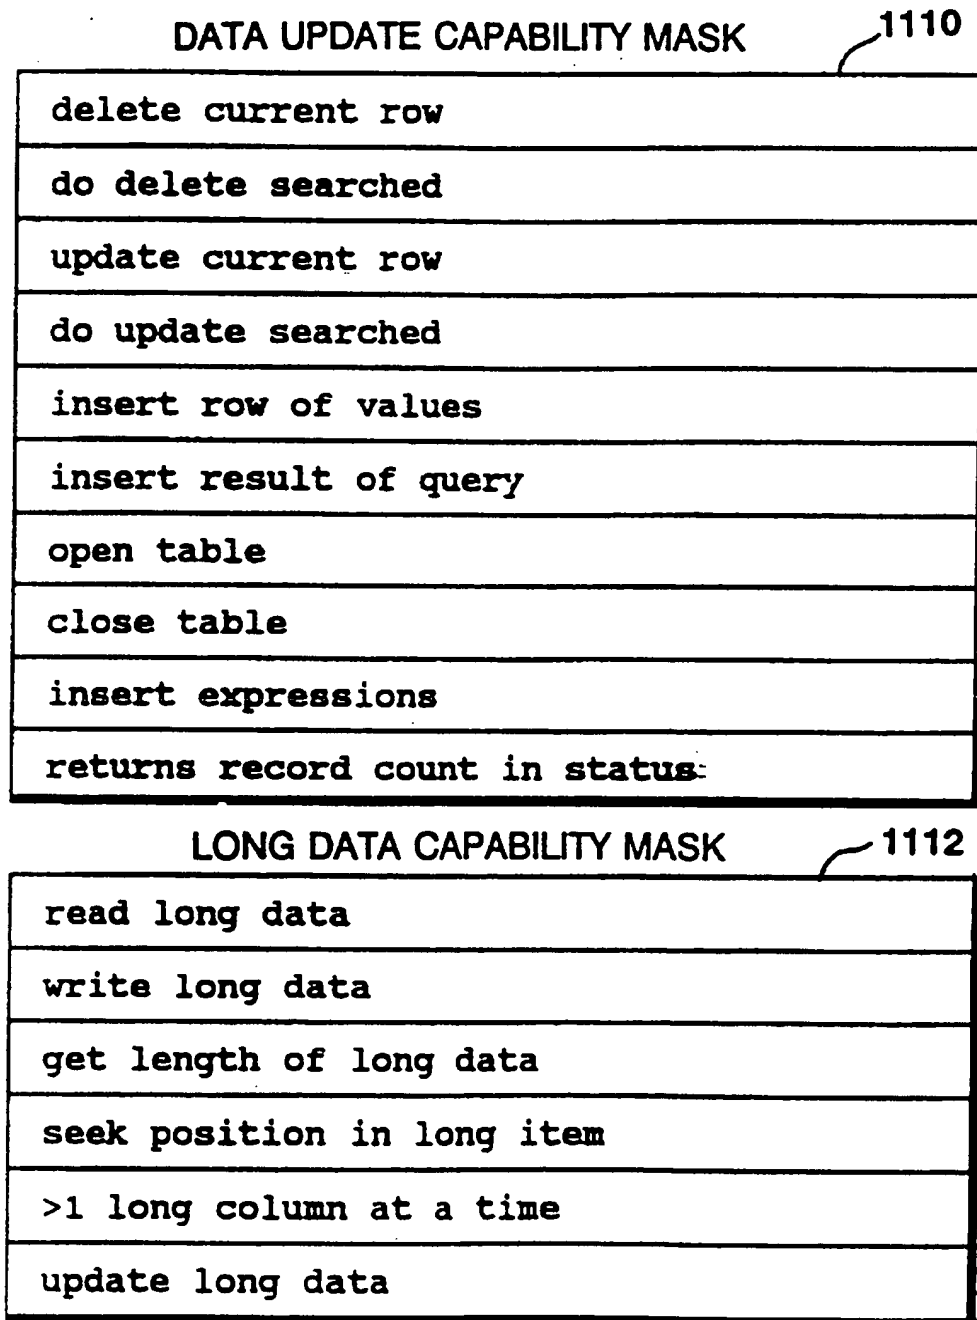 DATA UPDATE CAPABILITY MASK 1110
delete current row
do delete searched
update current row
do update searched
insert row of values
insert result of query
open table
close table
insert expressions
returns record count in status
LONG DATA CAPABILITY MASK 1112
read long data
write long data
get length of long data
seek position in long item
>1 long column at a time
update long data